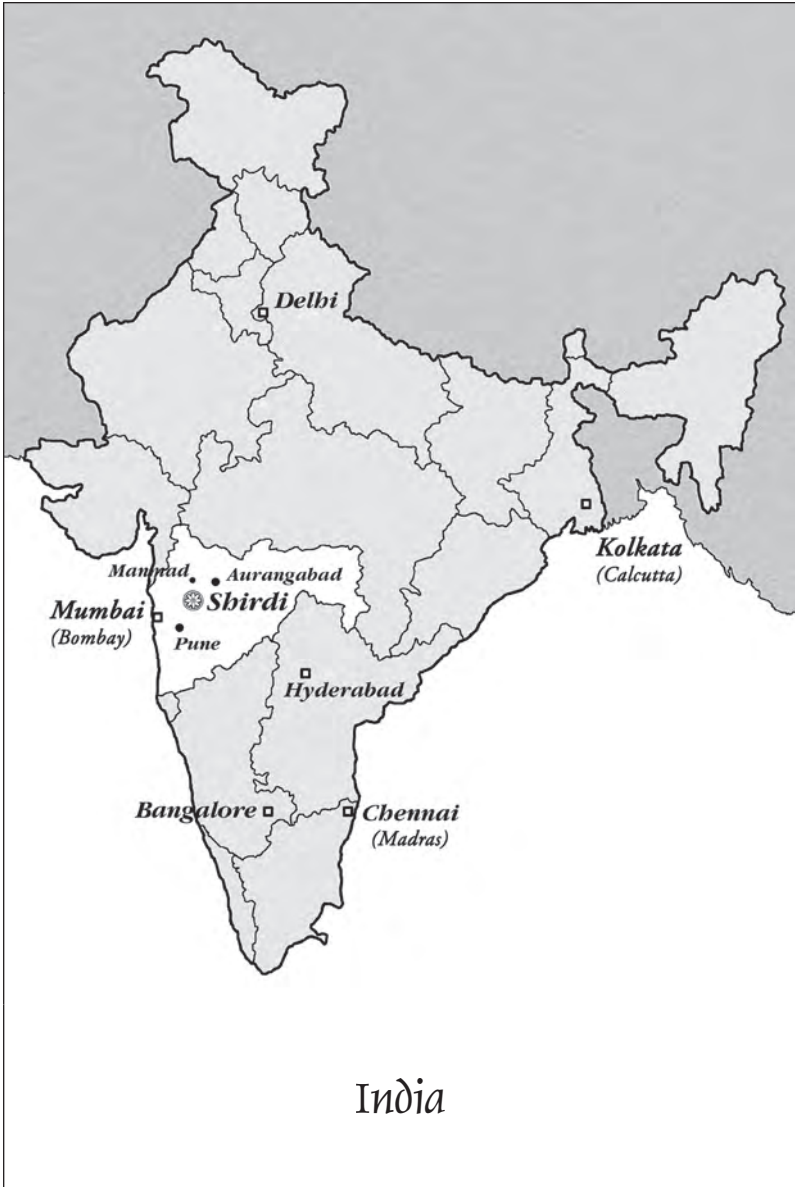 Delhi
Kolkata
(Calcutta)
Manmad
Aurangabad
Shirdi
Mumbai
(Bombay)
Pune
Hyderabad
Bangalore
Chennai
(Madras)
India